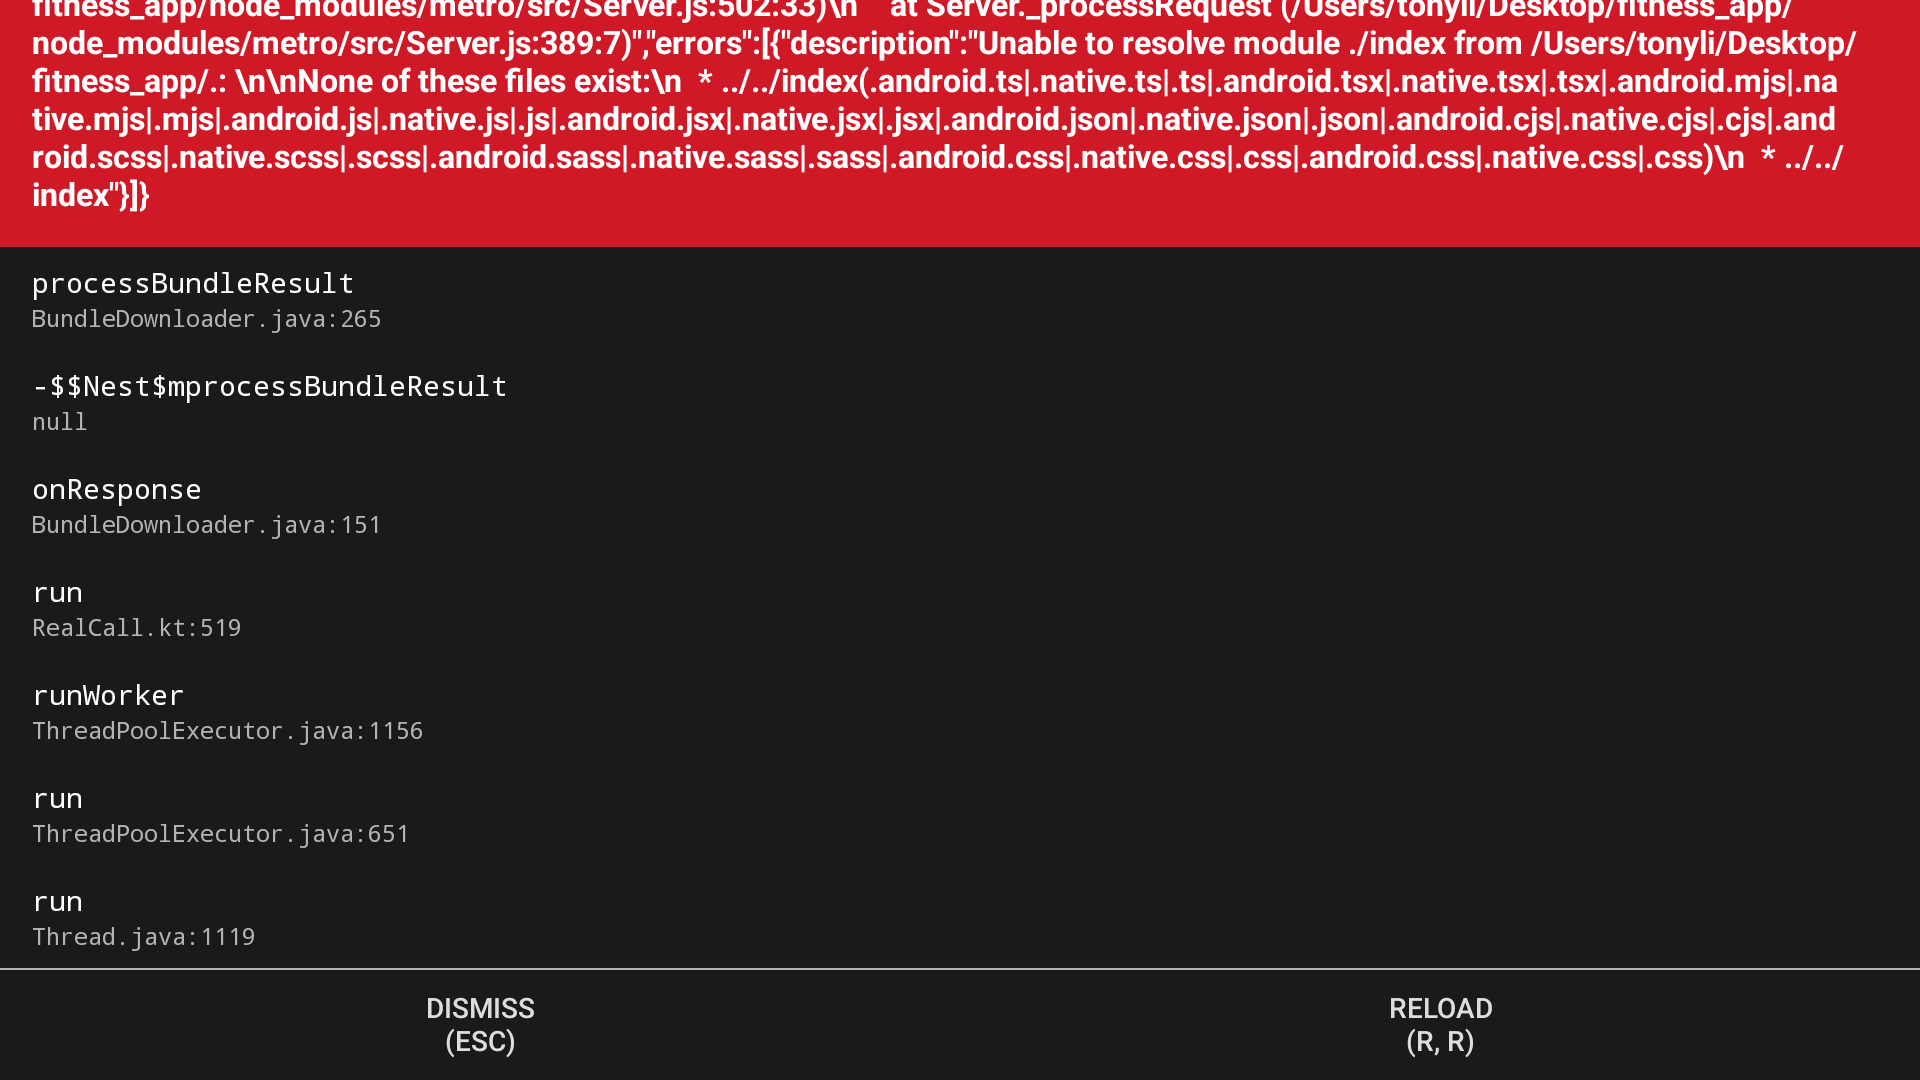 fitness_app/node_modules/metro/src/Server.js:502:33)\n    at Server._processRequest (/Users/tonyli/Desktop/fitness_app/
node_modules/metro/src/Server.js:389:7)","errors":[{"description":"Unable to resolve module ./index from /Users/tonyli/Desktop/
fitness_app/.: \n\nNone of these files exist:\n  * ../../index(.android.ts|.native.ts|.ts|.android.tsx|.native.tsx|.tsx|.android.mjs|.na
tive.mjs|.mjs|.android.js|.native.js|.js|.android.jsx|.native.jsx|.jsx|.android.json|.native.json|.json|.android.cjs|.native.cjs|.cjs|.and
roid.scss|.native.scss|.scss|.android.sass|.native.sass|.sass|.android.css|.native.css|.css|.android.css|.native.css|.css)\n  * ../../
index"}]}
processBundleResult
BundleDownloader.java:265
-$$Nest$mprocessBundleResult
null
onResponse
BundleDownloader.java:151
run
RealCall.kt:519
runWorker
ThreadPoolExecutor.java:1156
run
ThreadPoolExecutor.java:651
run
Thread.java:1119
DISMISS
(ESC)
RELOAD
(R, R)